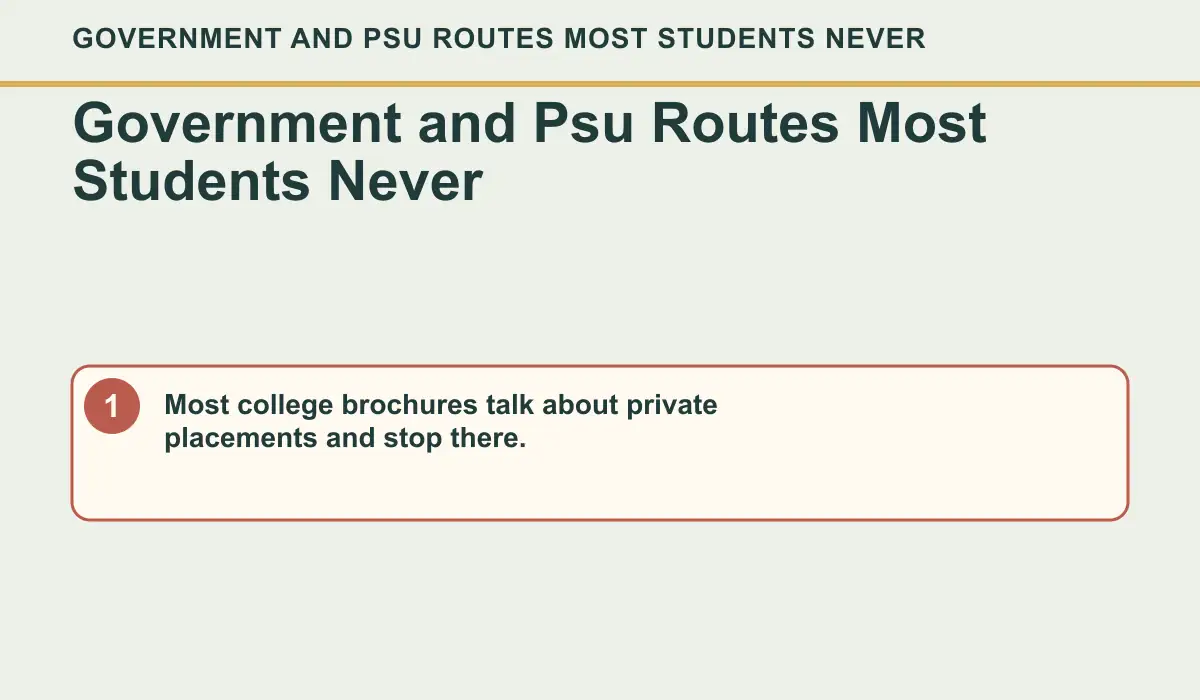 GOVERNMENT AND PSU ROUTES MOST STUDENTS NEVER
Government and Psu Routes Most
Students Never
1
Most college brochures talk about private
placements and stop there.